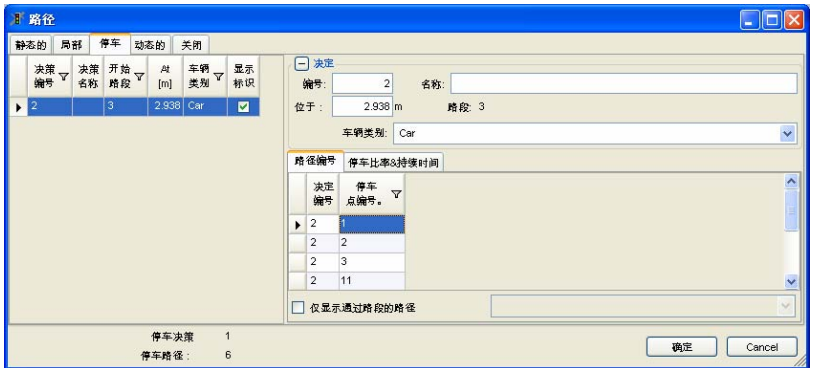 路径
静态的 局部 停车 动态的 关闭
决策编号 决策名称 开始路段 At [m] 车辆类别 显示标识
2 3 2.938 Car
决定
编号: 2 名称:
位于: 2.938 m 路段: 3
车辆类别: Car
路径编号 停车比率&持续时间
决定编号 停车点编号。
2 1
2 2
2 3
2 11
仅显示通过路段的路径
停车决策 1
停车路径: 6
确定 Cancel